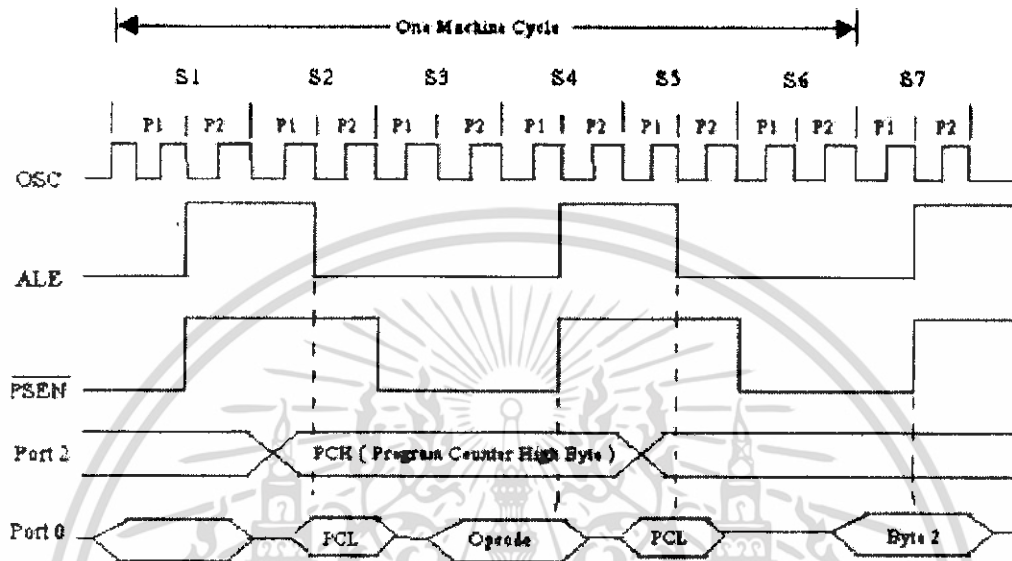 One Machine Cycle
S1 S2 S3 S4 S5 S6 S7
P1 P2 P1 P2 P1 P2 P1 P2 P1 P2 P1 P2 P1 P2
OSC
ALE
PSEN
Port 2 PCH ( Program Counter High Byte )
Port 0 PCL Opcode PCL Byte 2